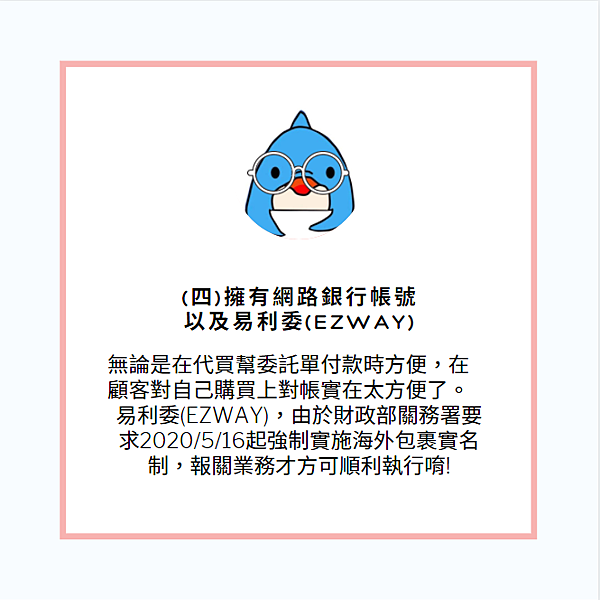 (四)擁有網路銀行帳號
以及易利委(EZWAY)
無論是在代買幫委託單付款時方便，在
顧客對自己購買上對帳實在太方便了。
易利委(EZWAY)，由於財政部關務署要
求2020/5/16起強制實施海外包裹實名
制，報關業務才方可順利執行唷!